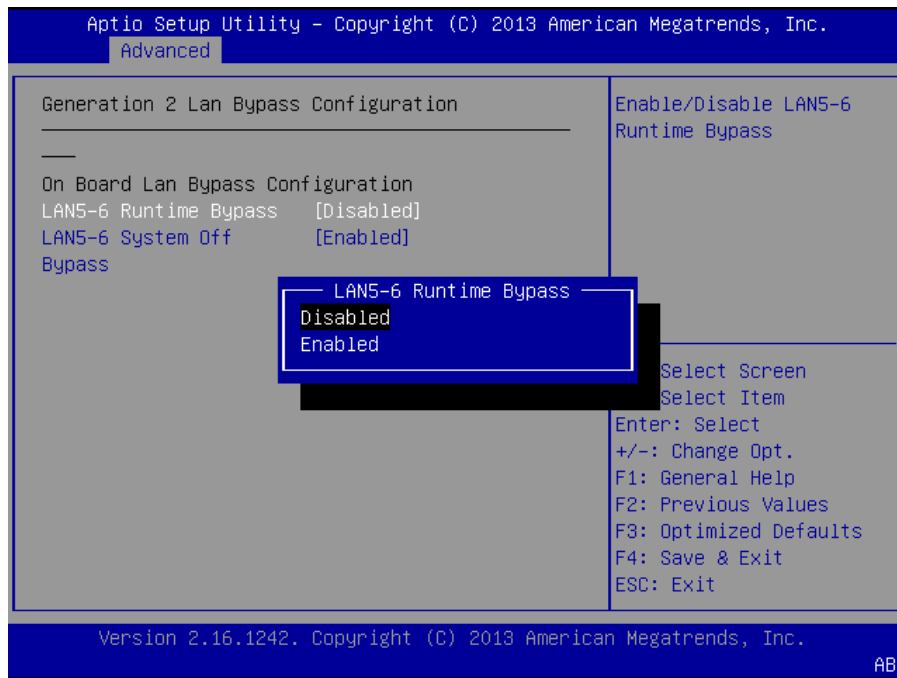 Aptio Setup Utility – Copyright (C) 2013 American Megatrends, Inc.
Advanced
Generation 2 Lan Bypass Configuration
On Board Lan Bypass Configuration
LAN5-6 Runtime Bypass [Disabled]
LAN5-6 System Off [Enabled]
Bypass
LAN5-6 Runtime Bypass
Disabled
Enabled
Enable/Disable LAN5-6
Runtime Bypass
Select Screen
Select Item
Enter: Select
+/-: Change Opt.
F1: General Help
F2: Previous Values
F3: Optimized Defaults
F4: Save & Exit
ESC: Exit
Version 2.16.1242. Copyright (C) 2013 American Megatrends, Inc.
AB